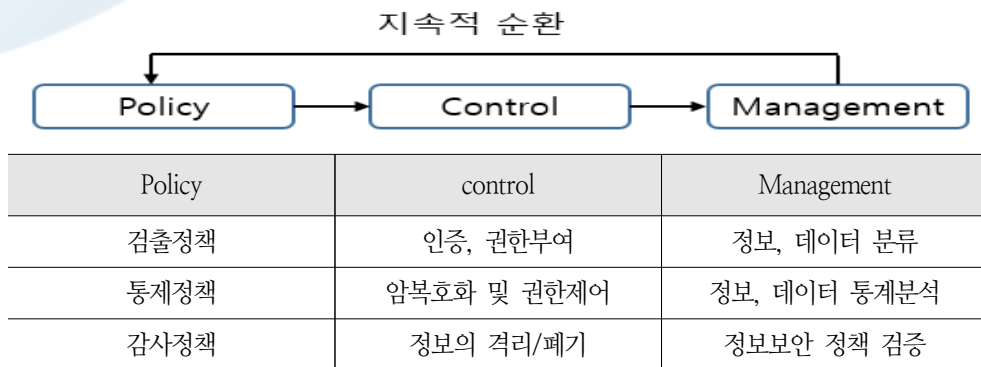 지속적 순환
Policy Control Management
Policy control Management
검출정책 인증, 권한부여 정보, 데이터 분류
통제정책 암복호화 및 권한제어 정보, 데이터 통계분석
감사정책 정보의 격리/폐기 정보보안 정책 검증